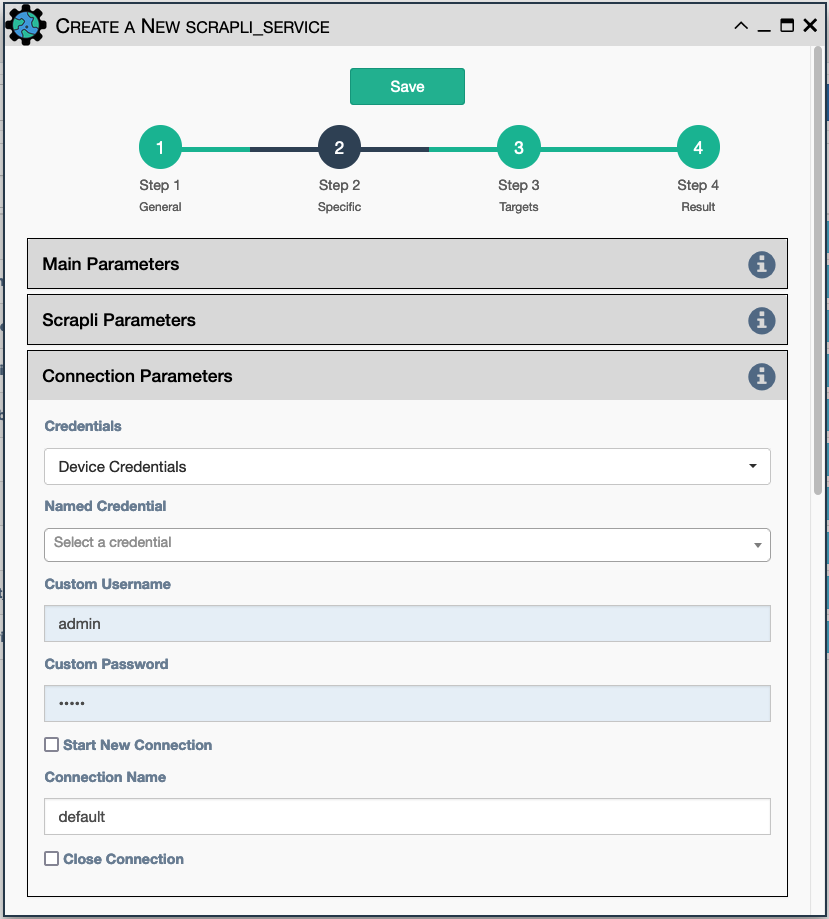 Create a New scrapli_service
Save
1
2
3
4
Step 1
Step 2
Step 3
Step 4
General
Specific
Targets
Result
Main Parameters
Scrapli Parameters
Connection Parameters
Credentials
Device Credentials
Named Credential
Select a credential
Custom Username
admin
Custom Password
•••••
Start New Connection
Connection Name
default
Close Connection